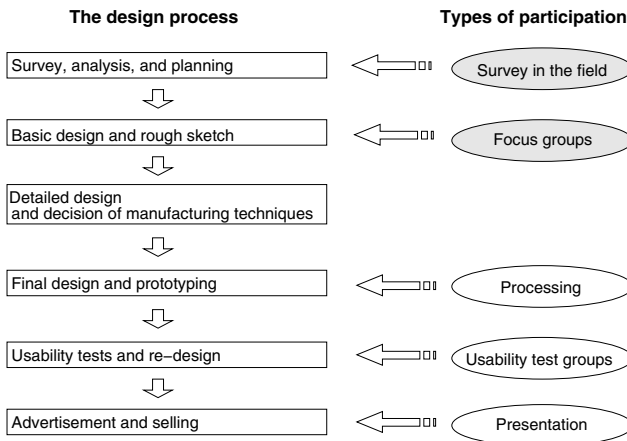 The design process
Types of participation
Survey, analysis, and planning
Survey in the field
Basic design and rough sketch
Focus groups
Detailed design
and decision of manufacturing techniques
Final design and prototyping
Processing
Usability tests and re−design
Usability test groups
Advertisement and selling
Presentation